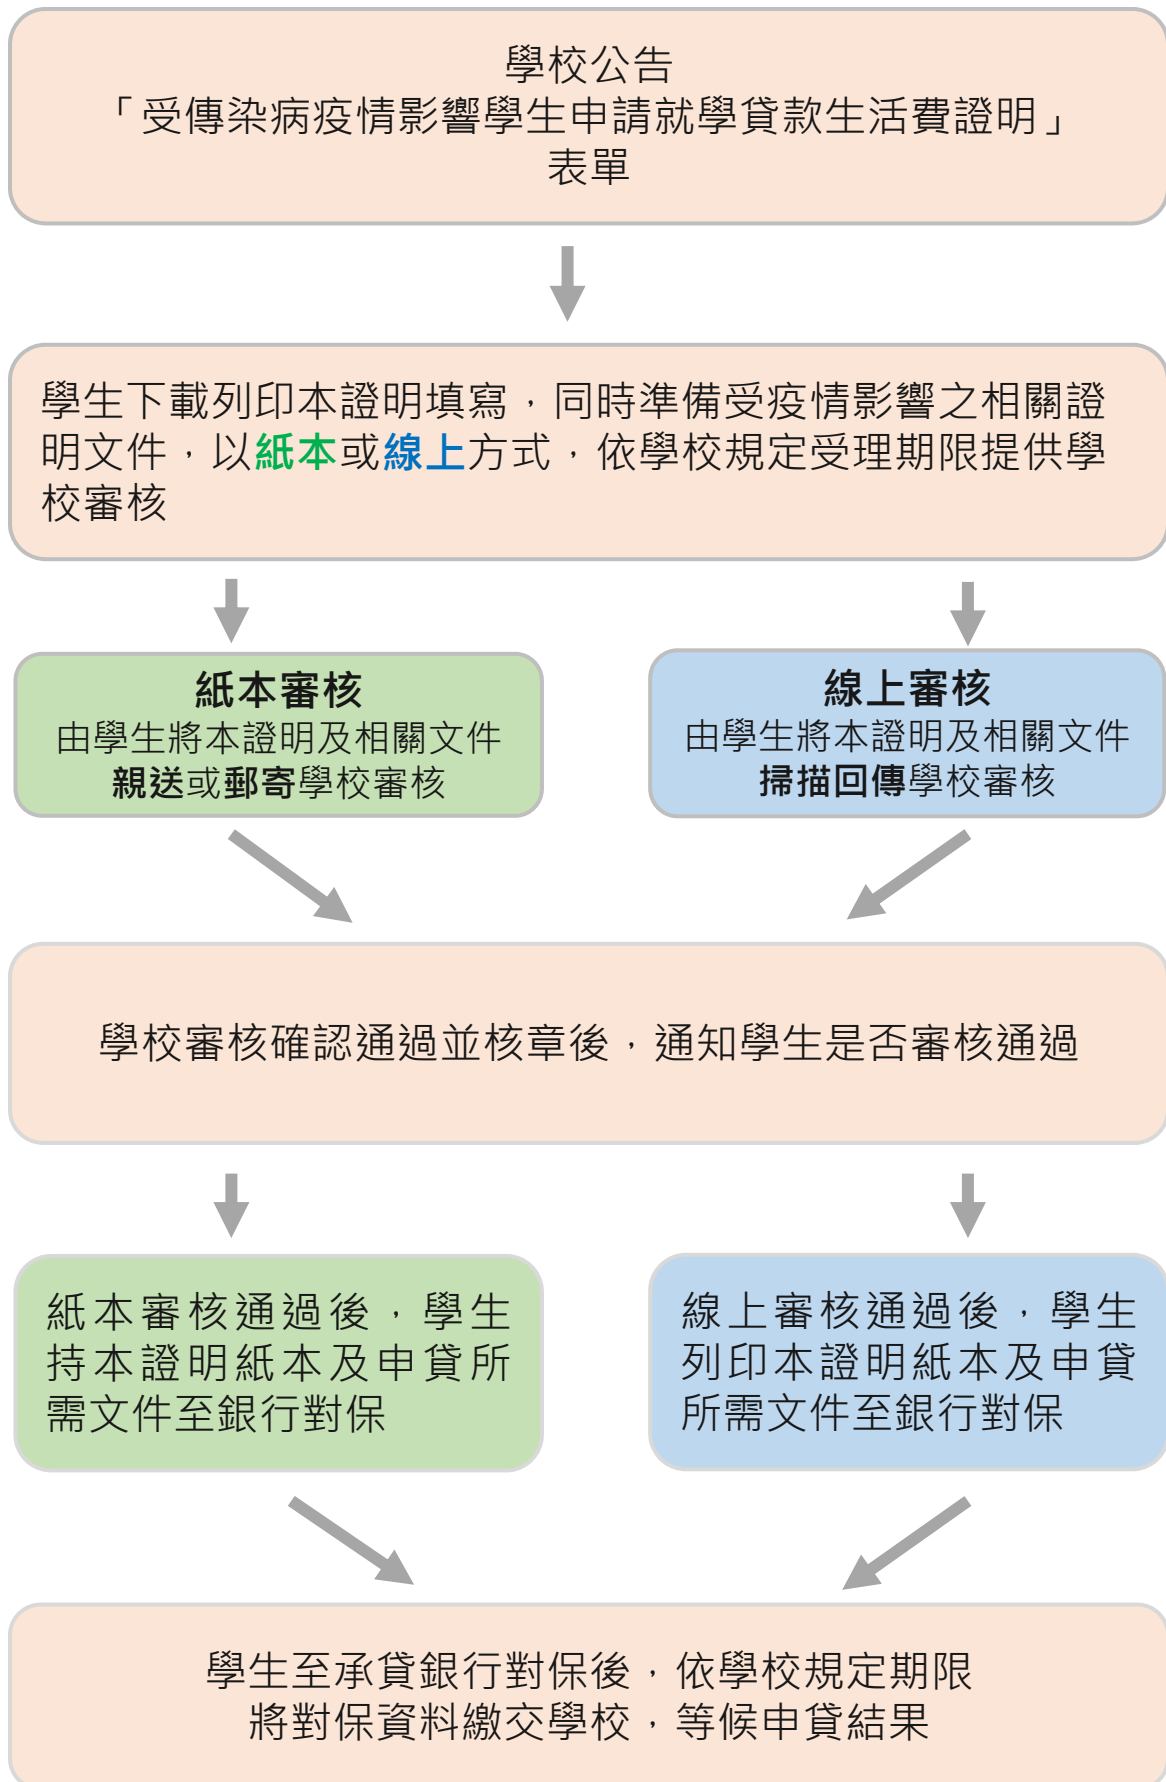 學校公告
「受傳染病疫情影響學生申請就學貸款生活費證明」
表單
學生下載列印本證明填寫，同時準備受疫情影響之相關證
明文件，以紙本或線上方式，依學校規定受理期限提供學
校審核
紙本審核
由學生將本證明及相關文件
親送或郵寄學校審核
線上審核
由學生將本證明及相關文件
掃描回傳學校審核
學校審核確認通過並核章後，通知學生是否審核通過
紙本審核通過後，學生
持本證明紙本及申貸所
需文件至銀行對保
線上審核通過後，學生
列印本證明紙本及申貸
所需文件至銀行對保
學生至承貸銀行對保後，依學校規定期限
將對保資料繳交學校，等候申貸結果